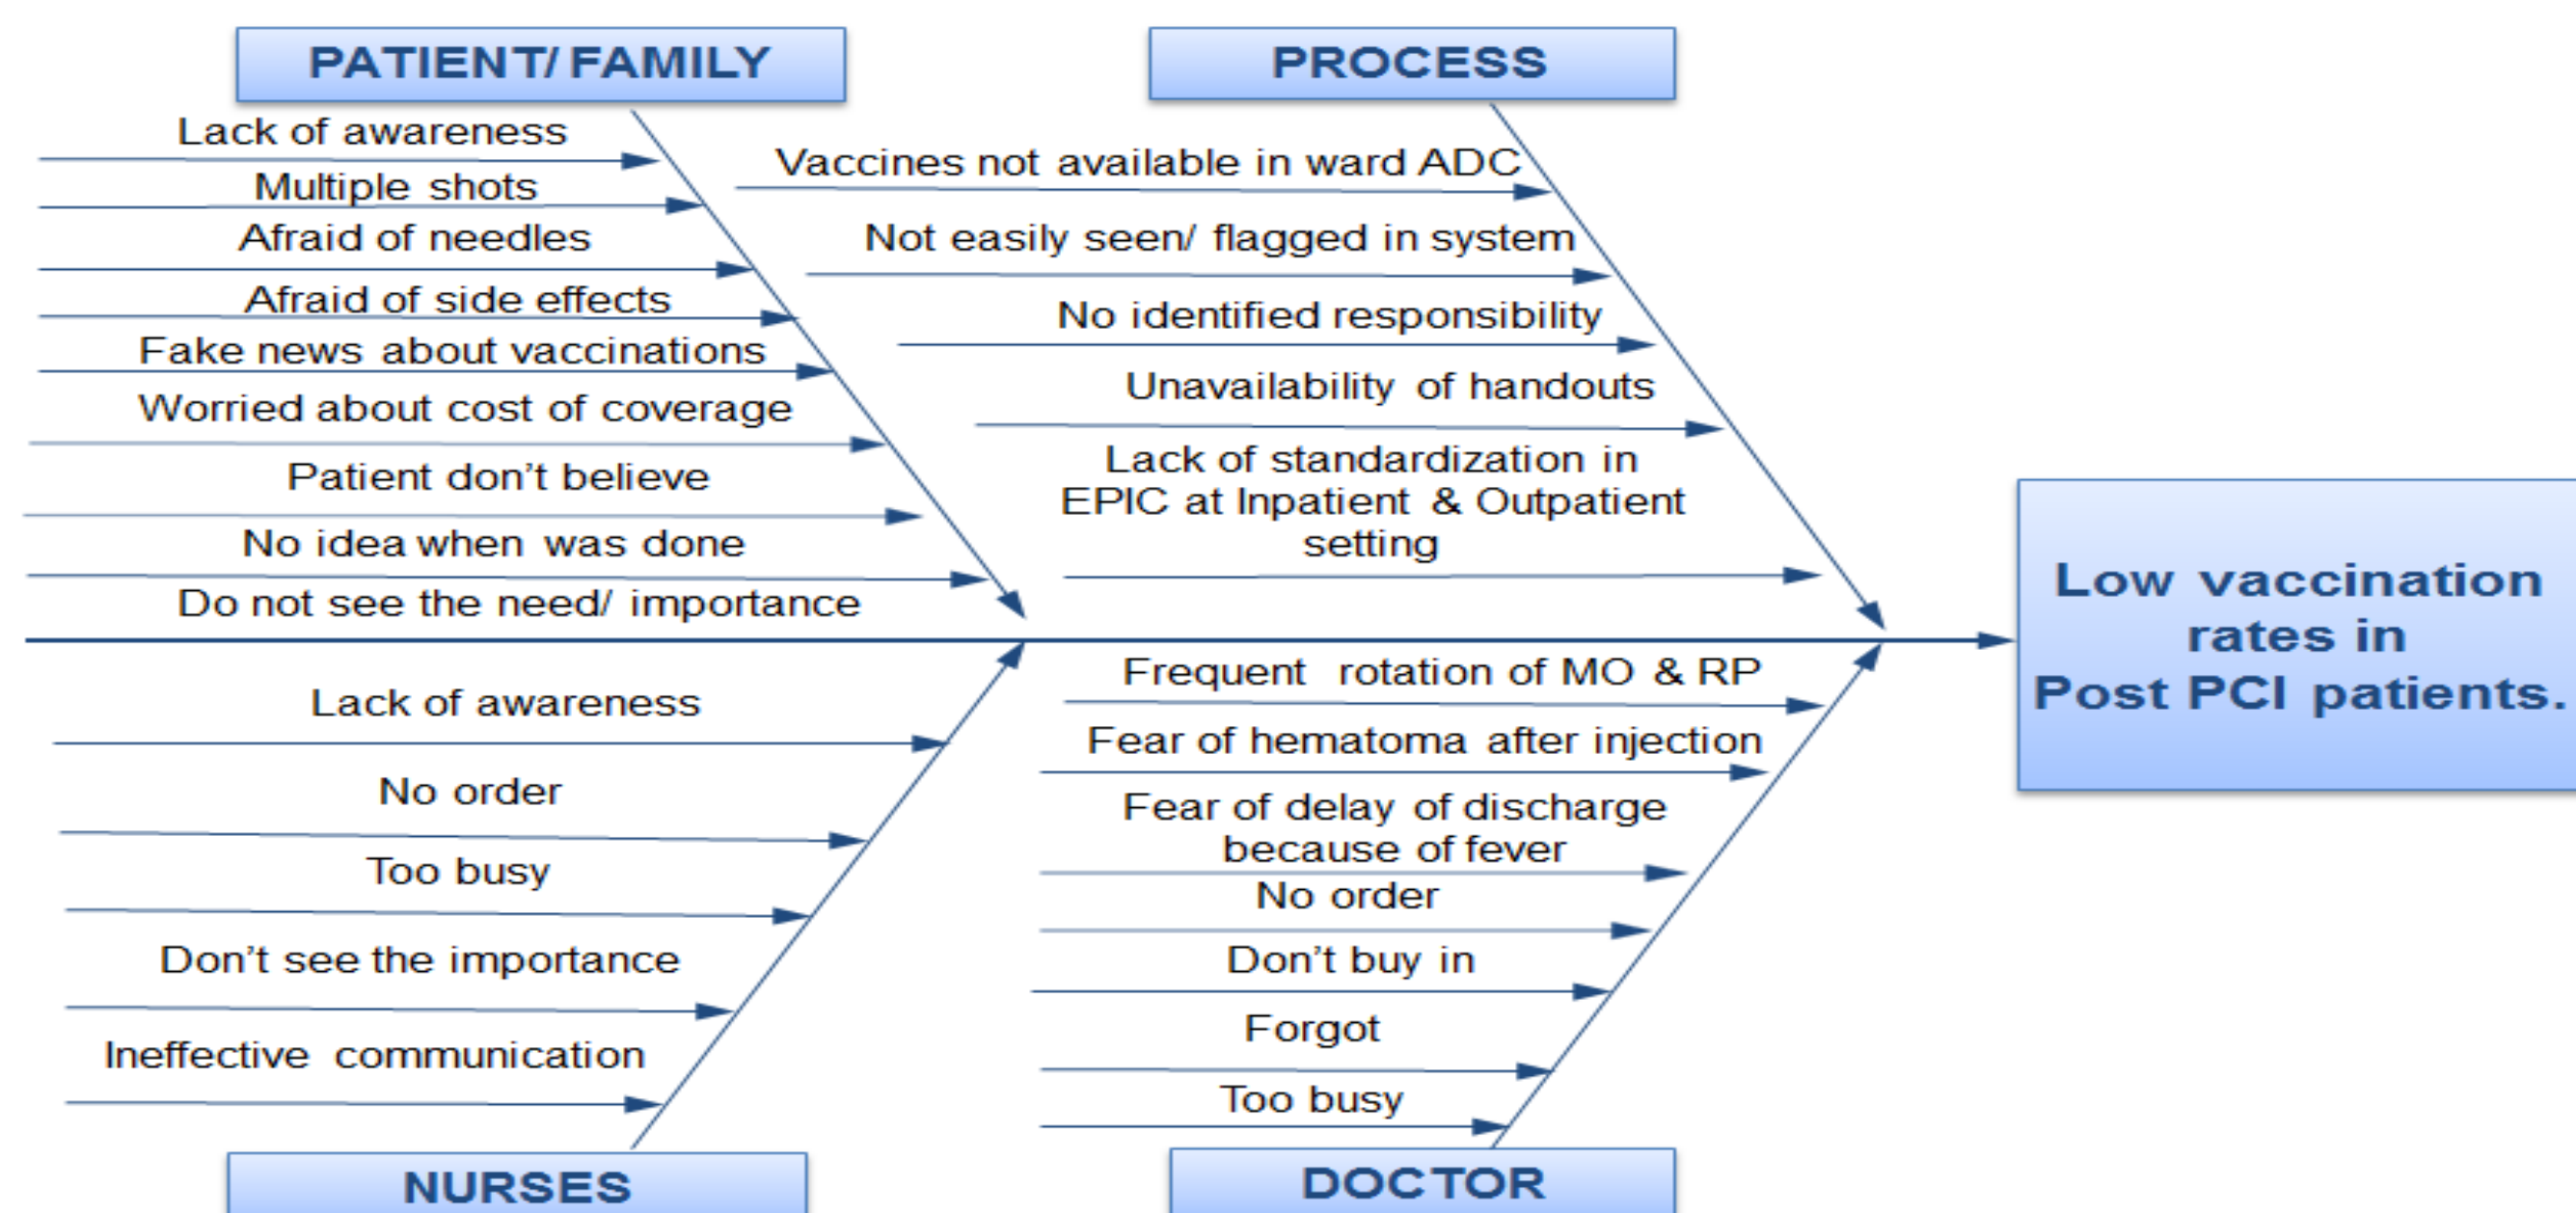 PATIENT/ FAMILY
Lack of awareness
Multiple shots
Afraid of needles
Afraid of side effects
Fake news about vaccinations
Worried about cost of coverage
Patient don't believe
No idea when was done
Do not see the need/ importance
PROCESS
Vaccines not available in ward ADC
Not easily seen/ flagged in system
No identified responsibility
Unavailability of handouts
Lack of standardization in
EPIC at Inpatient & Outpatient
setting
Low vaccination
rates in
Post PCI patients.
Lack of awareness
No order
Too busy
Don't see the importance
Ineffective communication
NURSES
Frequent rotation of MO & RP
Fear of hematoma after injection
Fear of delay of discharge
because of fever
No order
Don't buy in
Forgot
Too busy
DOCTOR